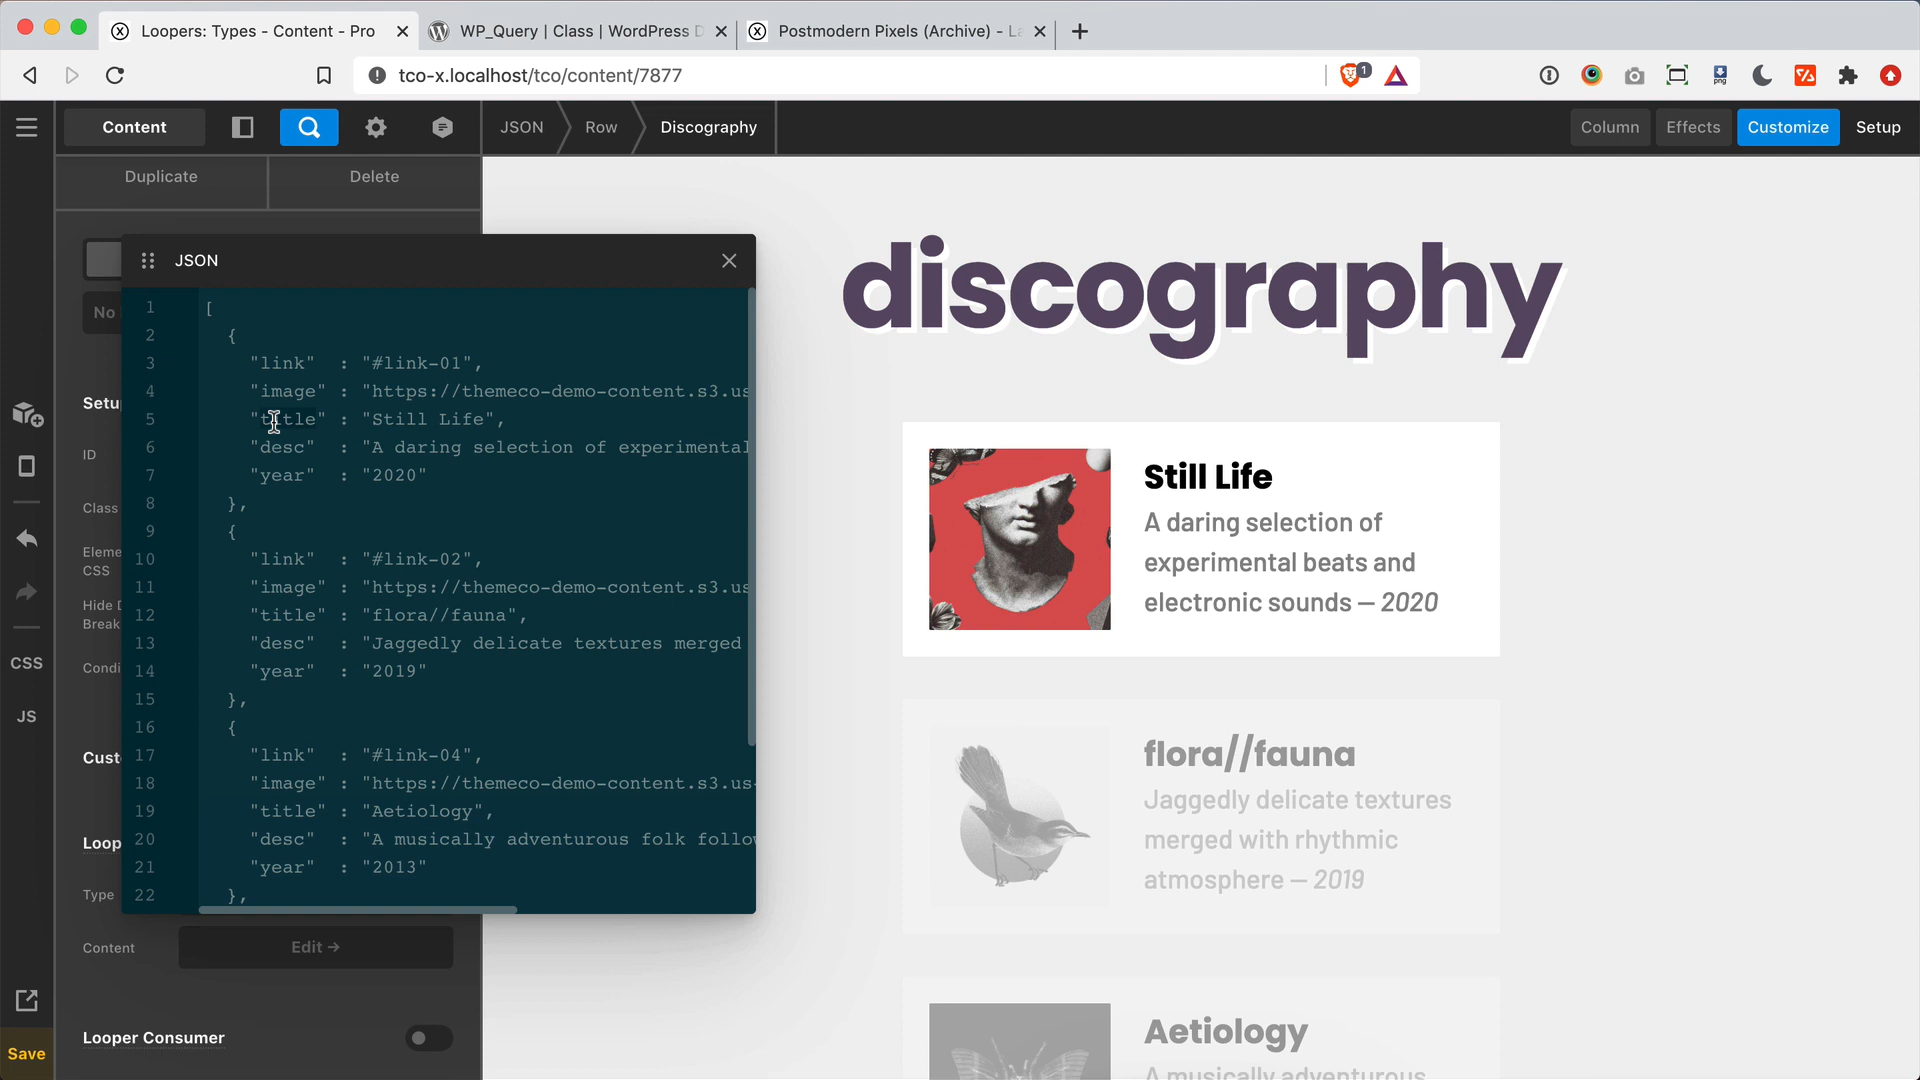 Loopers: Types - Content - Pro
WP_Query | Class | WordPress D
Postmodern Pixels (Archive) - La
tco-x.localhost/tco/content/7877
1
png
Content
JSON
Row
Discography
Column
Effects
Customize
Setup
Duplicate
Delete
No
Setu
ID
Class
Eleme
CSS
Hide D
Break
Condi
Cust
Loop
Type
Content
Edit →
Looper Consumer
CSS
JS
Save
JSON
1 [
2 {
3 "link" : "#link-01",
4 "image" : "https://themeco-demo-content.s3.us
5 "title" : "Still Life",
6 "desc" : "A daring selection of experimental
7 "year" : "2020"
8 },
9 {
10 "link" : "#link-02",
11 "image" : "https://themeco-demo-content.s3.us
12 "title" : "flora//fauna",
13 "desc" : "Jaggedly delicate textures merged
14 "year" : "2019"
15 },
16 {
17 "link" : "#link-04",
18 "image" : "https://themeco-demo-content.s3.us-
19 "title" : "Aetiology",
20 "desc" : "A musically adventurous folk follow
21 "year" : "2013"
22 },
discography
Still Life
A daring selection of
experimental beats and
electronic sounds — 2020
flora//fauna
Jaggedly delicate textures
merged with rhythmic
atmosphere — 2019
Aetiology
A musically adventurous